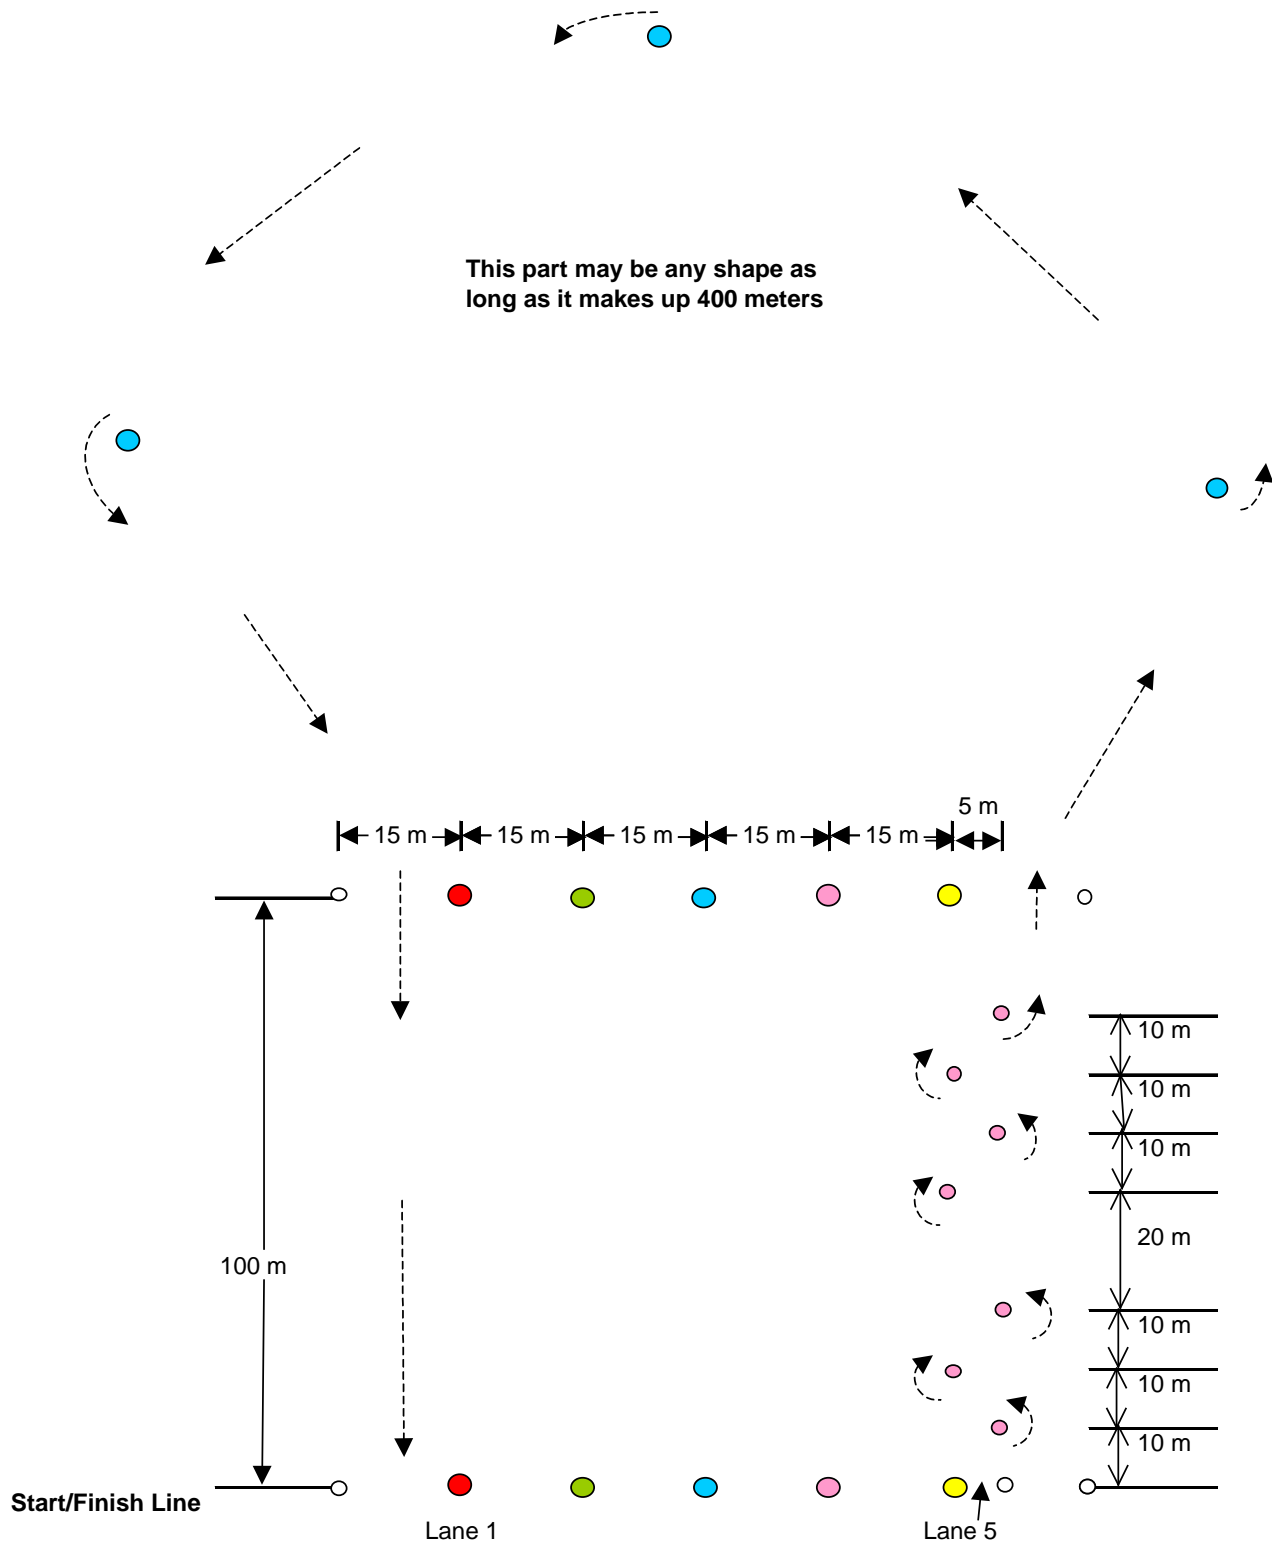 This part may be any shape as
long as it makes up 400 meters
5 m
15 m 15 m 15 m 15 m 15 m
10 m
10 m
10 m
20 m
100 m
10 m
10 m
10 m
Start/Finish Line
Lane 1 Lane 5